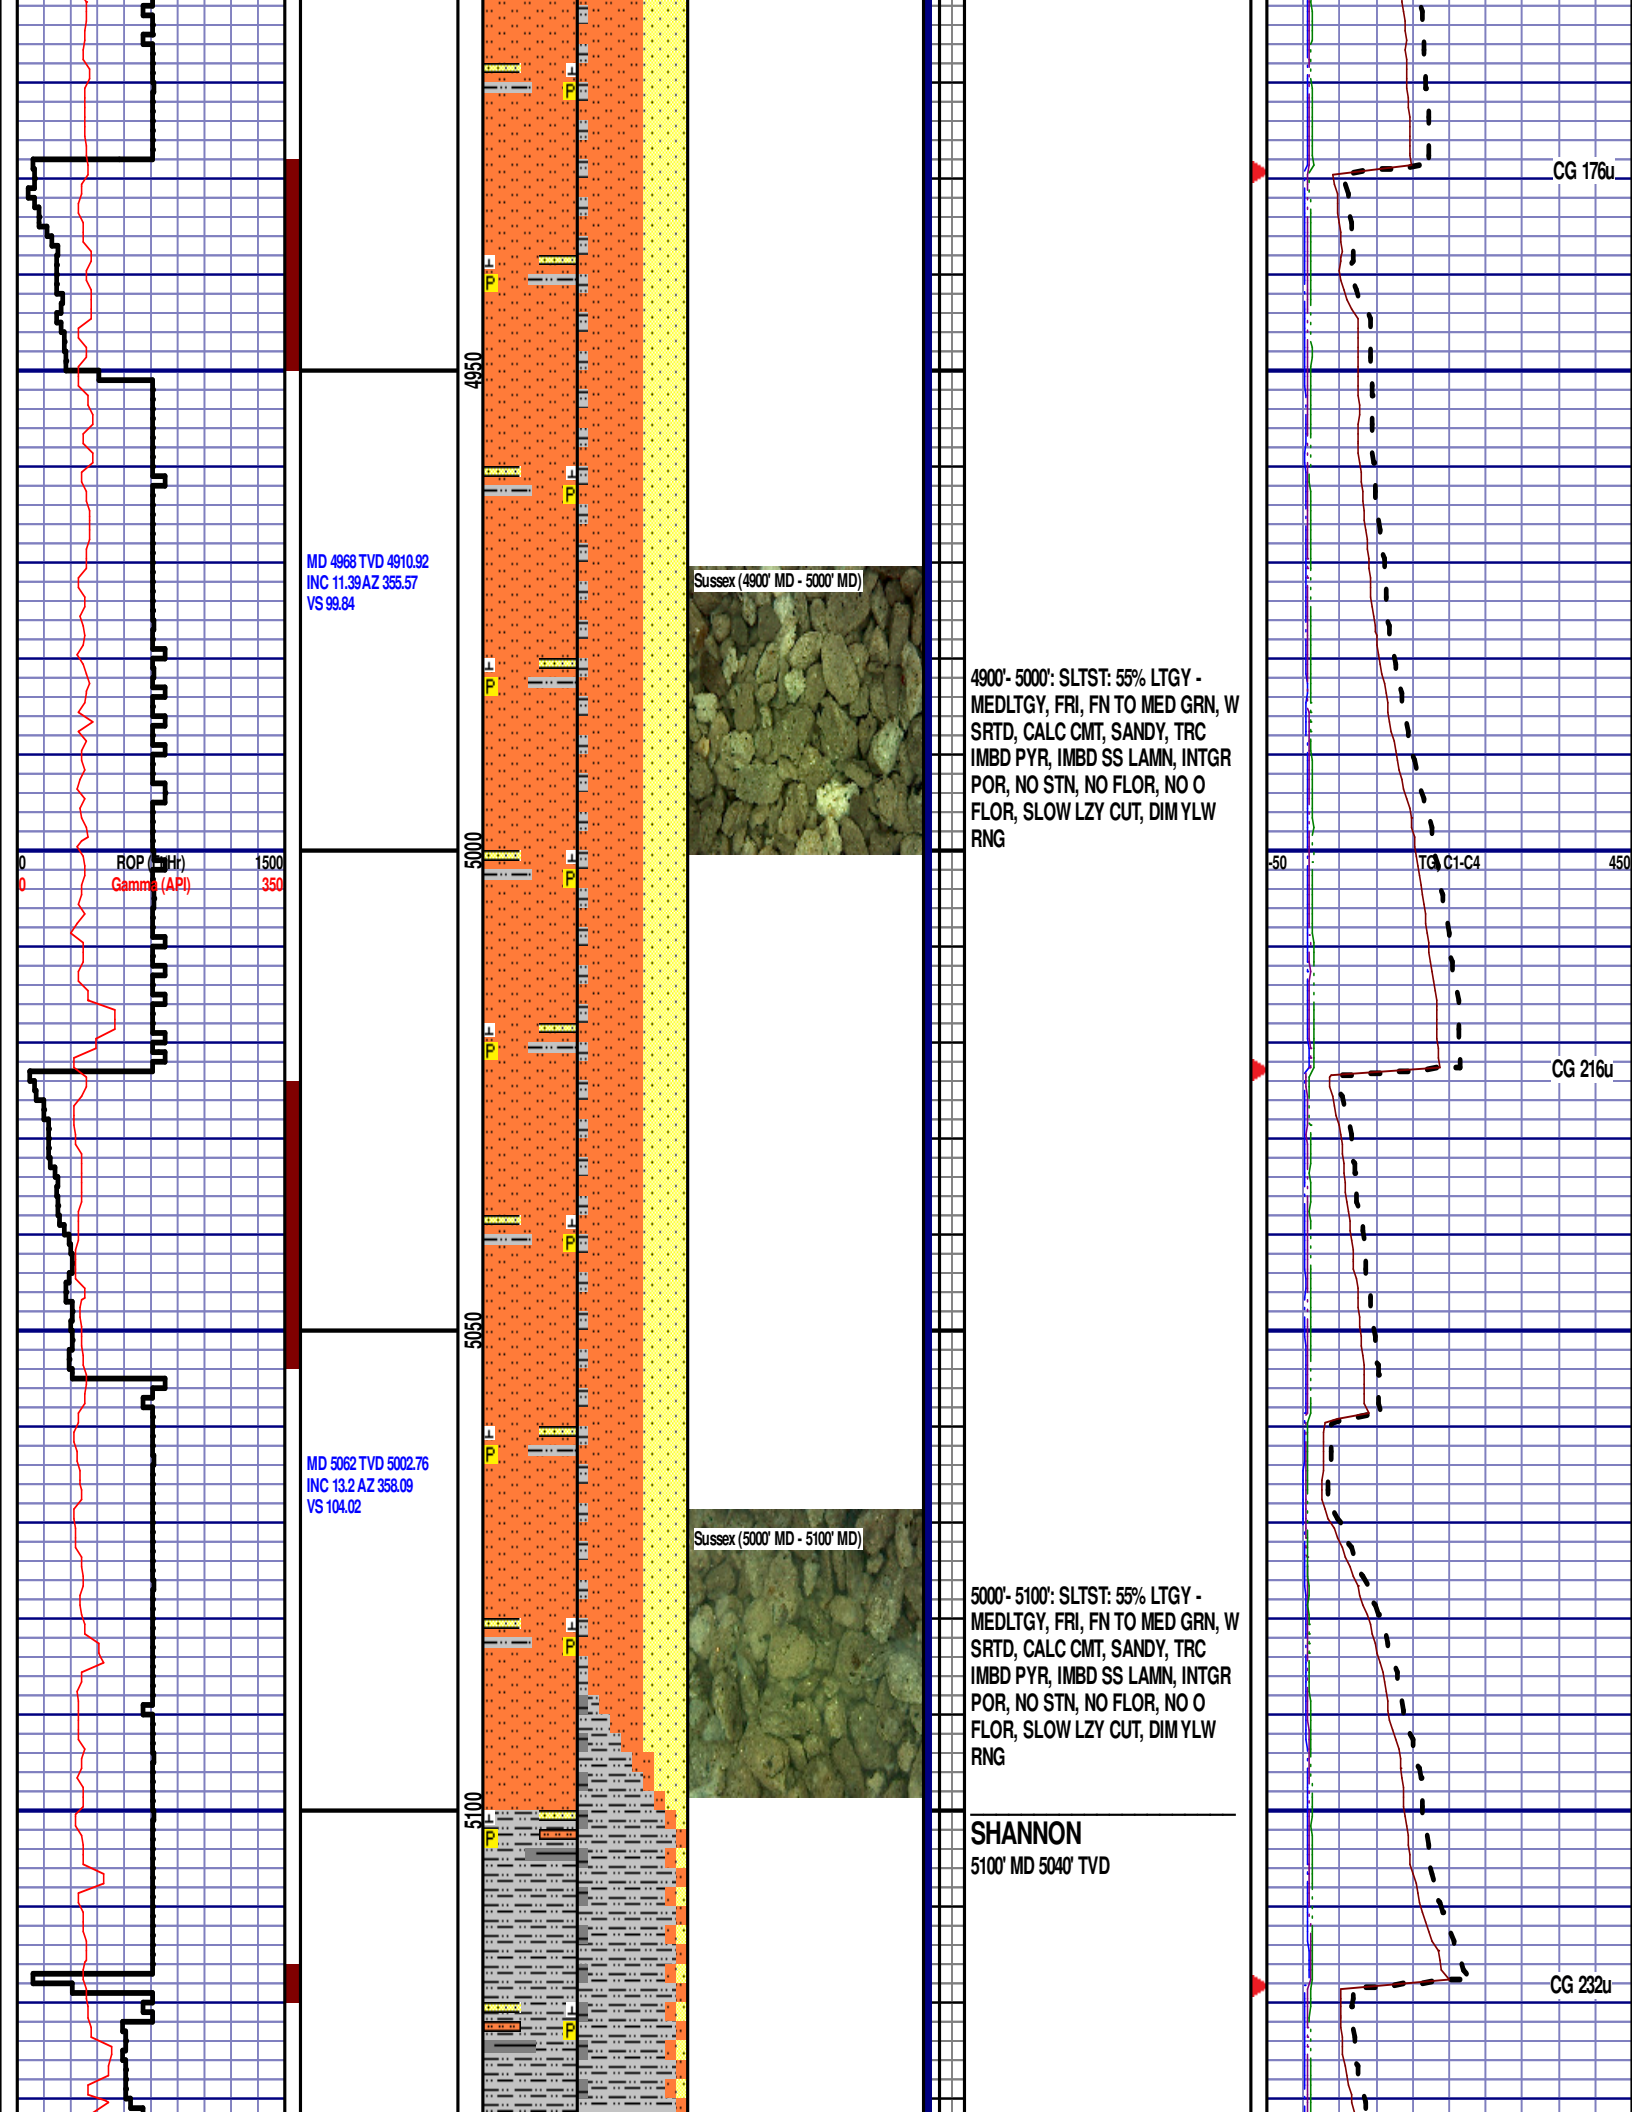 CG 176u
4950
MD 4968 TVD 4910.92
INC 11.39 AZ 355.57
VS 99.84
Sussex (4900' MD - 5000' MD)
4900'- 5000': SLTST: 55% LTGY -
MEDLTGY, FRI, FN TO MED GRN, W
SRTD, CALC CMT, SANDY, TRC
IMBD PYR, IMBD SS LAMN, INTGR
POR, NO STN, NO FLOR, NO O
FLOR, SLOW LZY CUT, DIM YLW
RNG
5000
0 ROP 1500
0 Gamma (API) 350
-50 TG, C1-C4 450
CG 216u
5050
MD 5062 TVD 5002.76
INC 13.2 AZ 358.09
VS 104.02
Sussex (5000' MD - 5100' MD)
5000'- 5100': SLTST: 55% LTGY -
MEDLTGY, FRI, FN TO MED GRN, W
SRTD, CALC CMT, SANDY, TRC
IMBD PYR, IMBD SS LAMN, INTGR
POR, NO STN, NO FLOR, NO O
FLOR, SLOW LZY CUT, DIM YLW
RNG
5100
SHANNON
5100' MD 5040' TVD
CG 232u
P
P
P
P
P
P
P
P
P
P
P